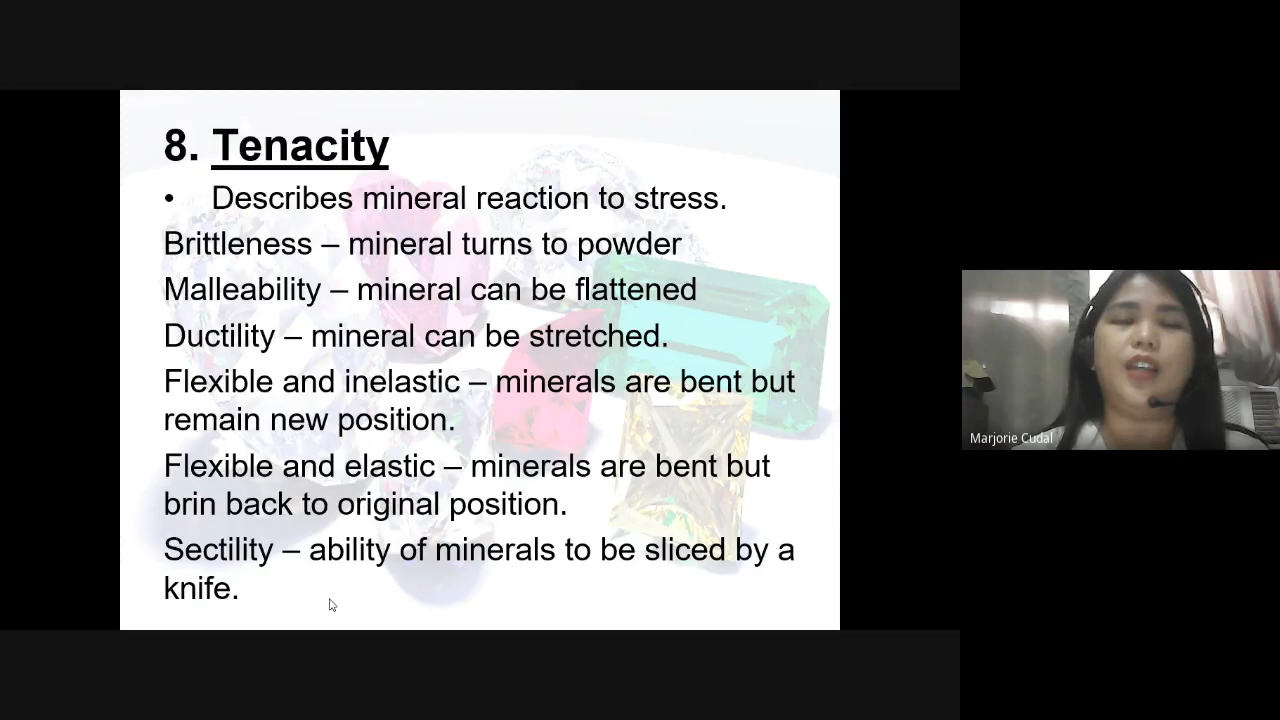 8. Tenacity
• Describes mineral reaction to stress.
Brittleness – mineral turns to powder
Malleability – mineral can be flattened
Ductility – mineral can be stretched.
Flexible and inelastic – minerals are bent but
remain new position.
Flexible and elastic – minerals are bent but
brin back to original position.
Sectility – ability of minerals to be sliced by a
knife.
Marjorie Cudal